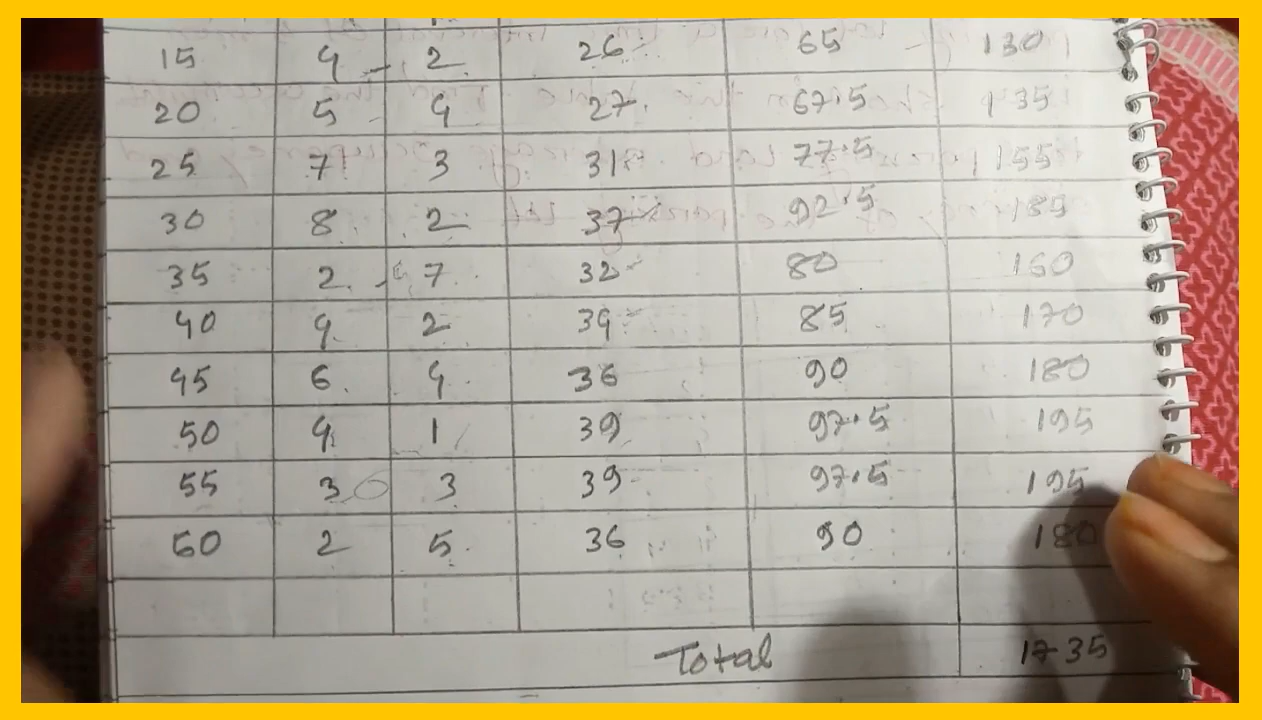 15 4 2 26 65 130
20 5 4 27 67.5 135
25 7 3 31 77.5 155
30 8 2 37 92.5 185
35 2 7 32 80 160
40 4 2 34 85 170
45 6 4 36 90 180
50 4 1 39 97.5 195
55 3 3 39 97.5 195
60 2 5 36 90 180
Total 1735